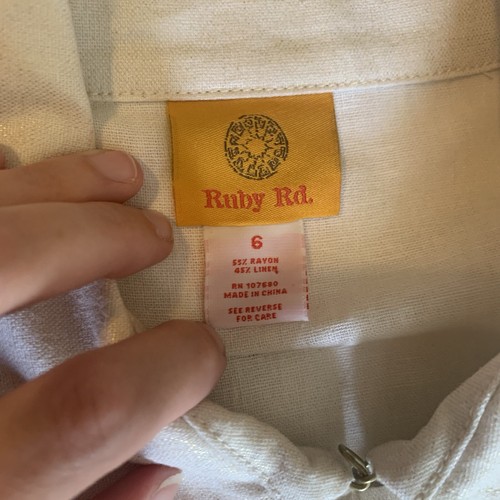 Ruby Rd.
6
55% RAYON
45% LINEN
RN 107680
MADE IN CHINA
SEE REVERSE
FOR CARE